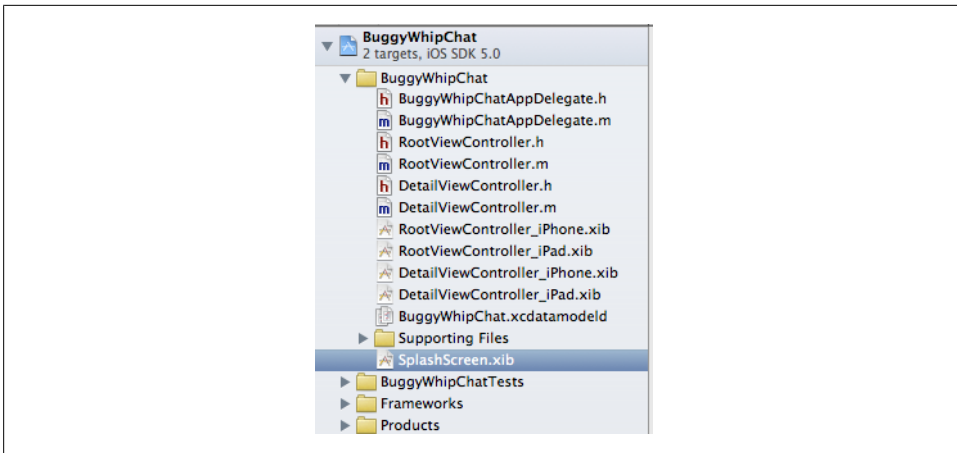 BuggyWhipChat
2 targets, iOS SDK 5.0
BuggyWhipChat
h BuggyWhipChatAppDelegate.h
m BuggyWhipChatAppDelegate.m
h RootViewController.h
m RootViewController.m
h DetailViewController.h
m DetailViewController.m
RootViewController_iPhone.xib
RootViewController_iPad.xib
DetailViewController_iPhone.xib
DetailViewController_iPad.xib
BuggyWhipChat.xcdatamodeld
Supporting Files
SplashScreen.xib
BuggyWhipChatTests
Frameworks
Products